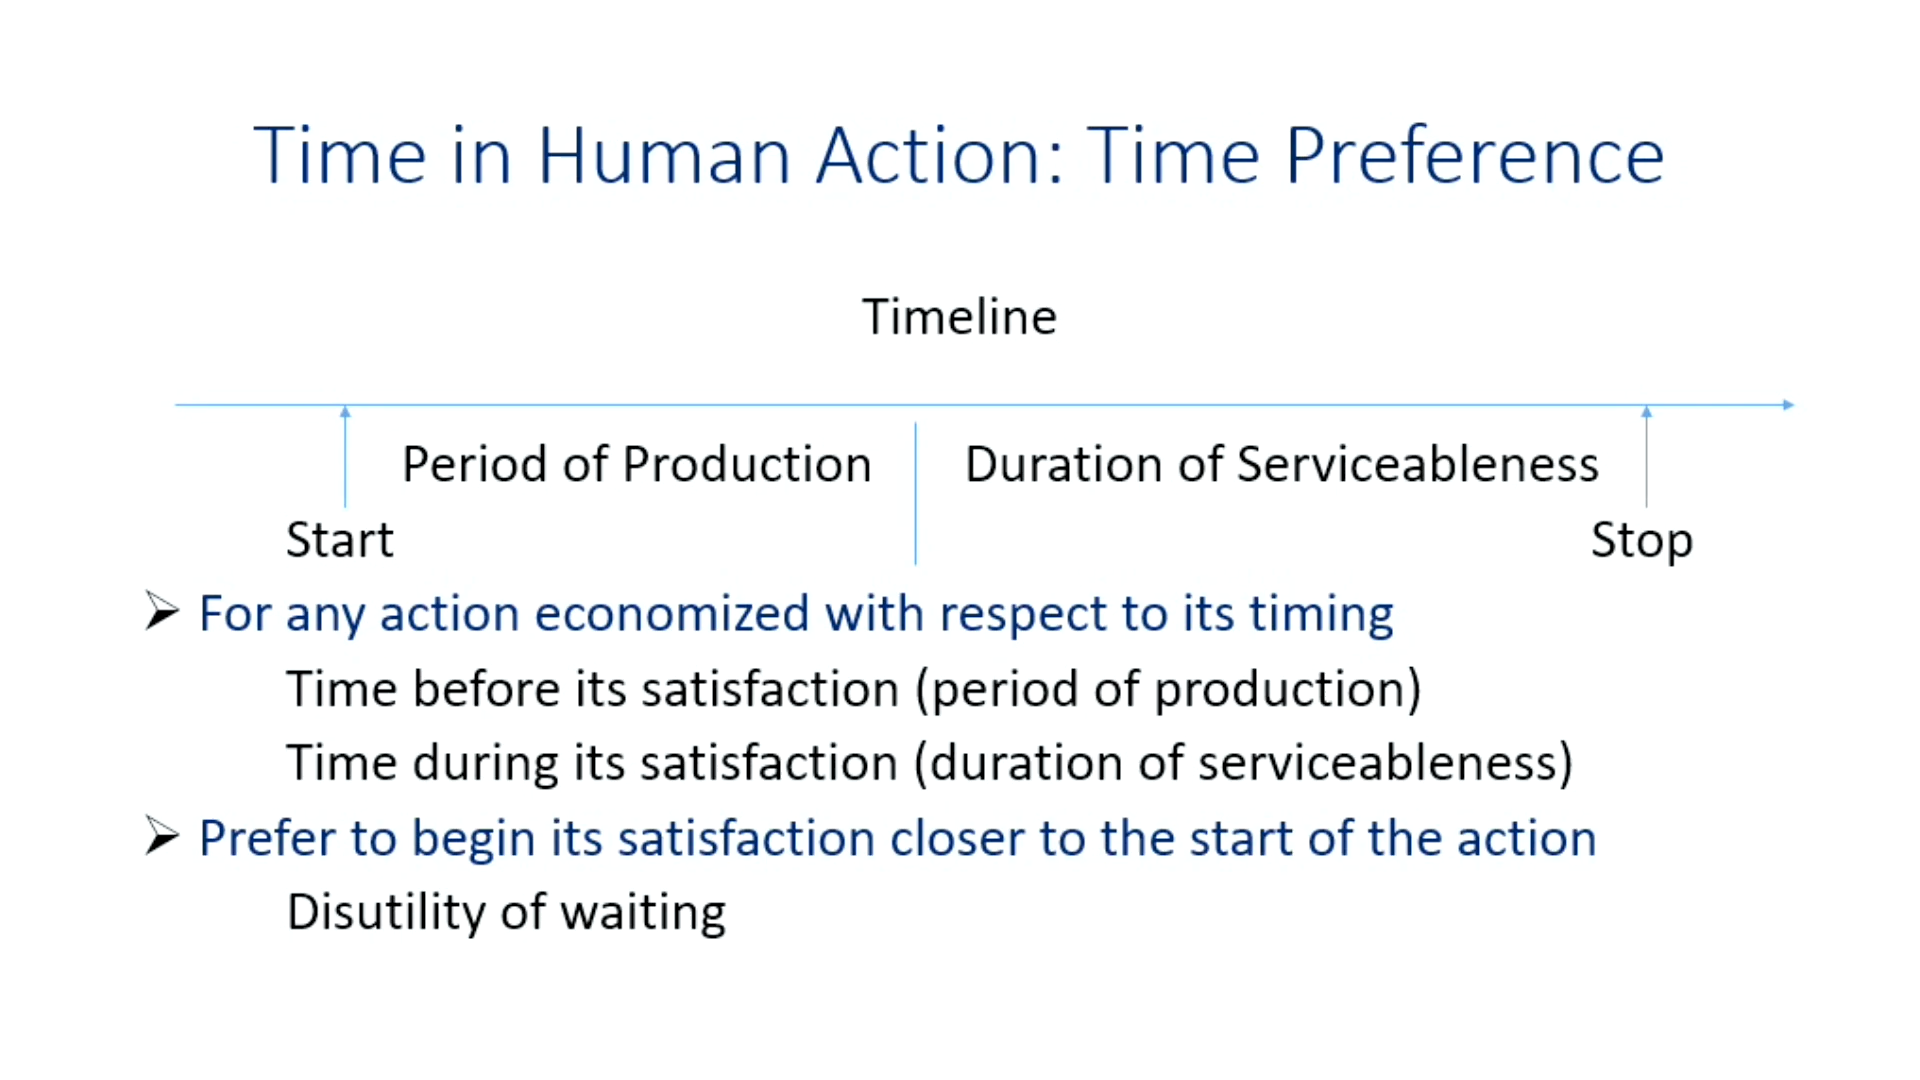 Time in Human Action: Time Preference
Timeline
Period of Production
Duration of Serviceableness
Start
Stop
For any action economized with respect to its timing
Time before its satisfaction (period of production)
Time during its satisfaction (duration of serviceableness)
Prefer to begin its satisfaction closer to the start of the action
Disutility of waiting